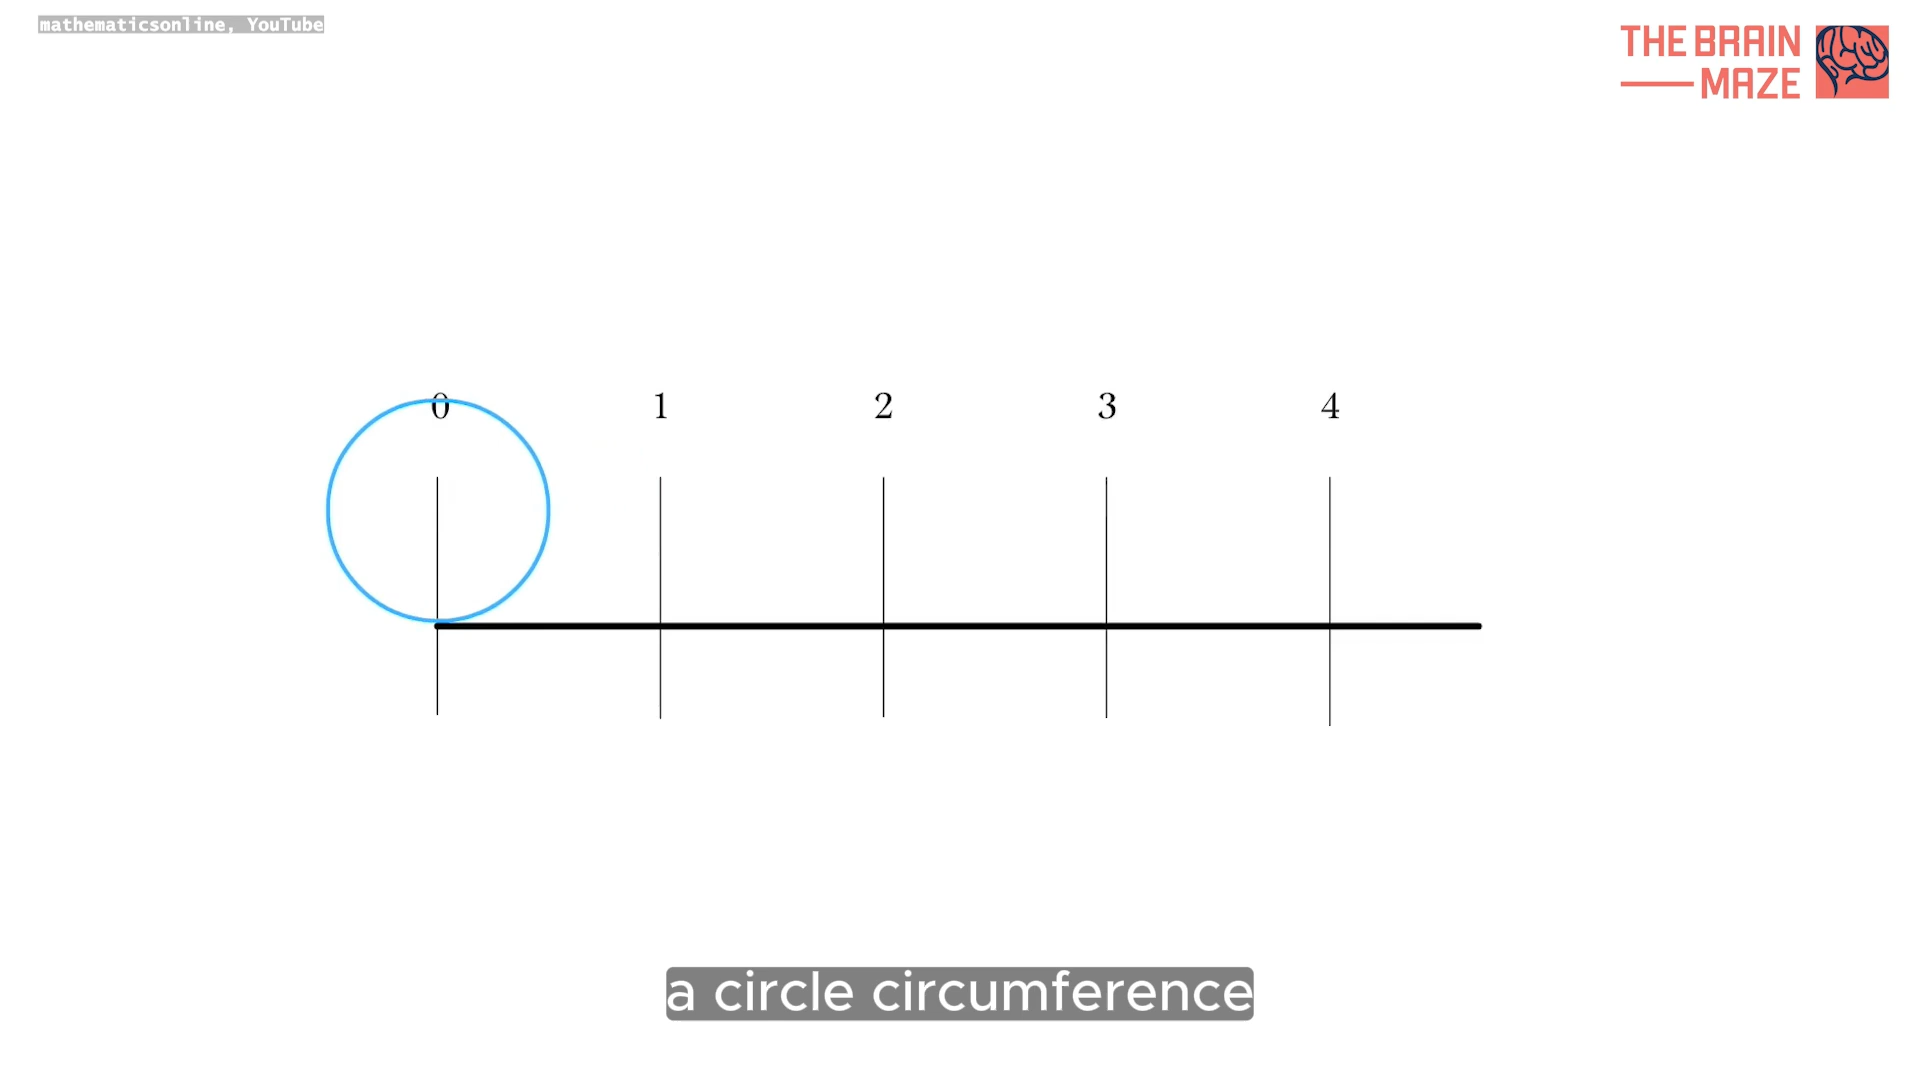 mathematicsonline, YouTube
THE BRAIN
MAZE
0 1 2 3 4
a circle circumference